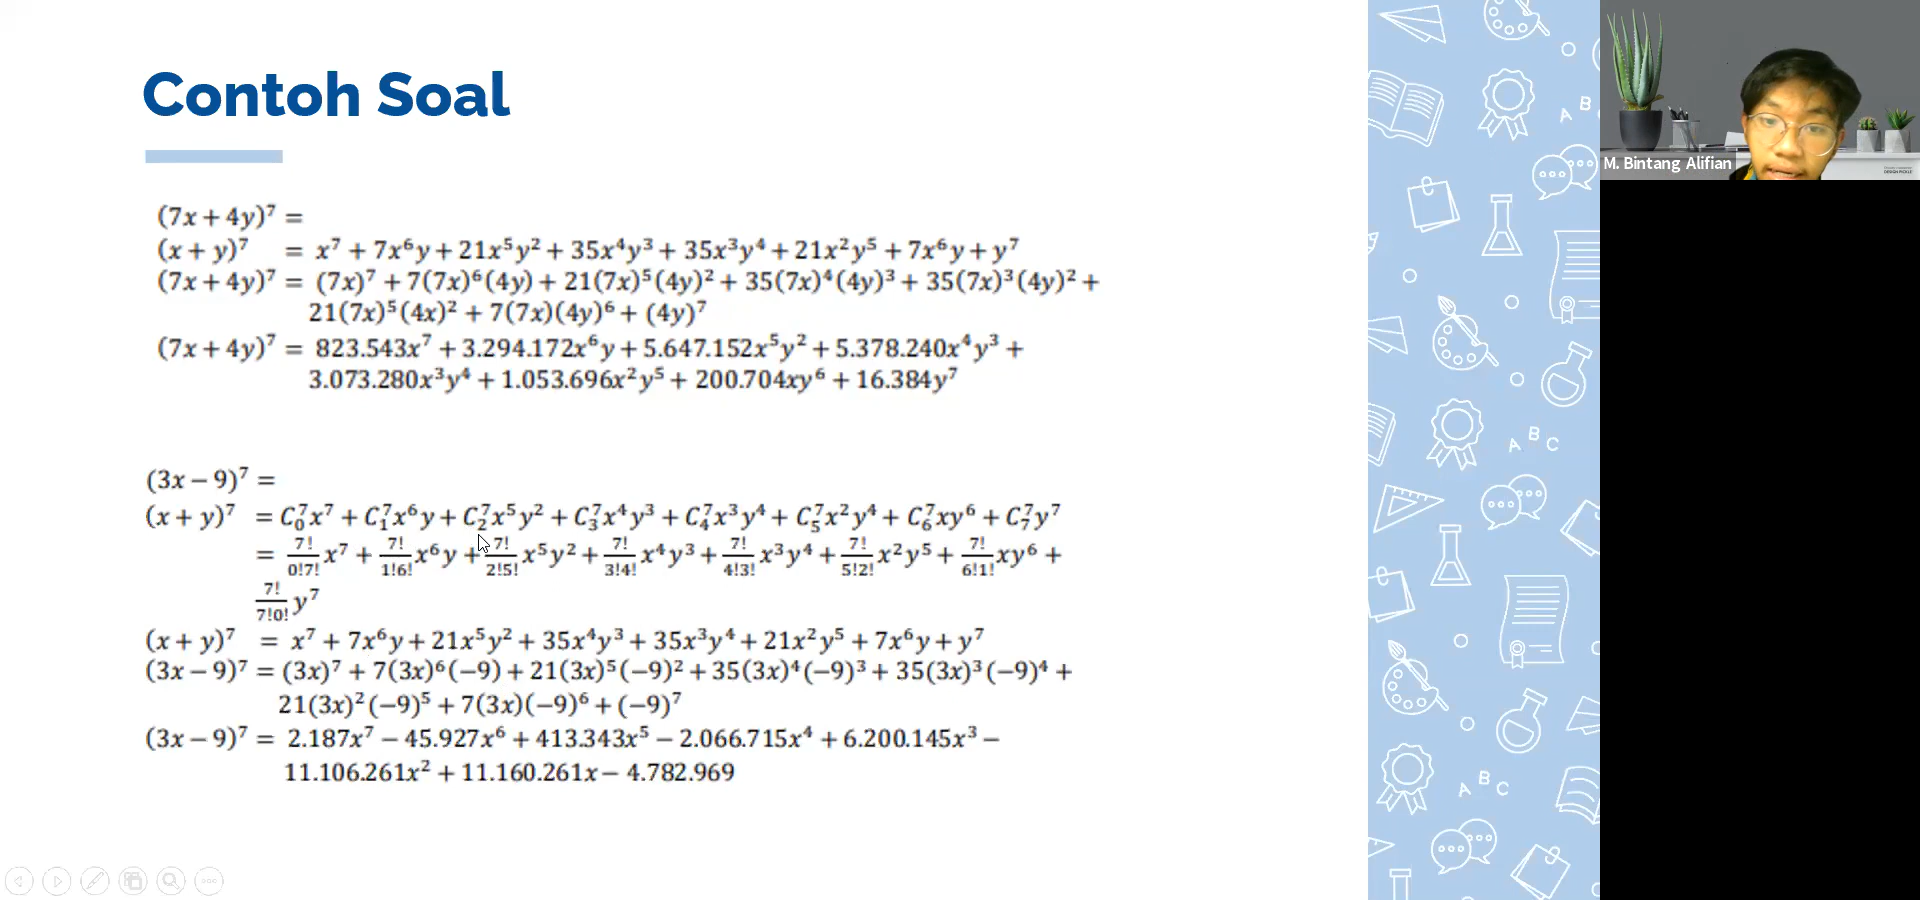 Contoh Soal
(7x + 4y)⁷ =
(x + y)⁷ = x⁷ + 7x⁶y + 21x⁵y² + 35x⁴y³ + 35x³y⁴ + 21x²y⁵ + 7x⁶y + y⁷
(7x + 4y)⁷ = (7x)⁷ + 7(7x)⁶(4y) + 21(7x)⁵(4y)² + 35(7x)⁴(4y)³ + 35(7x)³(4y)² +
21(7x)⁵(4x)² + 7(7x)(4y)⁶ + (4y)⁷
(7x + 4y)⁷ = 823.543x⁷ + 3.294.172x⁶y + 5.647.152x⁵y² + 5.378.240x⁴y³ +
3.073.280x³y⁴ + 1.053.696x²y⁵ + 200.704xy⁶ + 16.384y⁷
(3x − 9)⁷ =
(x + y)⁷ = C₀⁷x⁷ + C₁⁷x⁶y + C₂⁷x⁵y² + C₃⁷x⁴y³ + C₄⁷x³y⁴ + C₅⁷x²y⁴ + C₆⁷xy⁶ + C₇⁷y⁷
= 7!/0!7! x⁷ + 7!/1!6! x⁶y + 7!/2!5! x⁵y² + 7!/3!4! x⁴y³ + 7!/4!3! x³y⁴ + 7!/5!2! x²y⁵ + 7!/6!1! xy⁶ +
7!/7!0! y⁷
(x + y)⁷ = x⁷ + 7x⁶y + 21x⁵y² + 35x⁴y³ + 35x³y⁴ + 21x²y⁵ + 7x⁶y + y⁷
(3x − 9)⁷ = (3x)⁷ + 7(3x)⁶(−9) + 21(3x)⁵(−9)² + 35(3x)⁴(−9)³ + 35(3x)³(−9)⁴ +
21(3x)²(−9)⁵ + 7(3x)(−9)⁶ + (−9)⁷
(3x − 9)⁷ = 2.187x⁷ − 45.927x⁶ + 413.343x⁵ − 2.066.715x⁴ + 6.200.145x³ −
11.106.261x² + 11.160.261x − 4.782.969
A B
A B C
A B C
M. Bintang Alifian